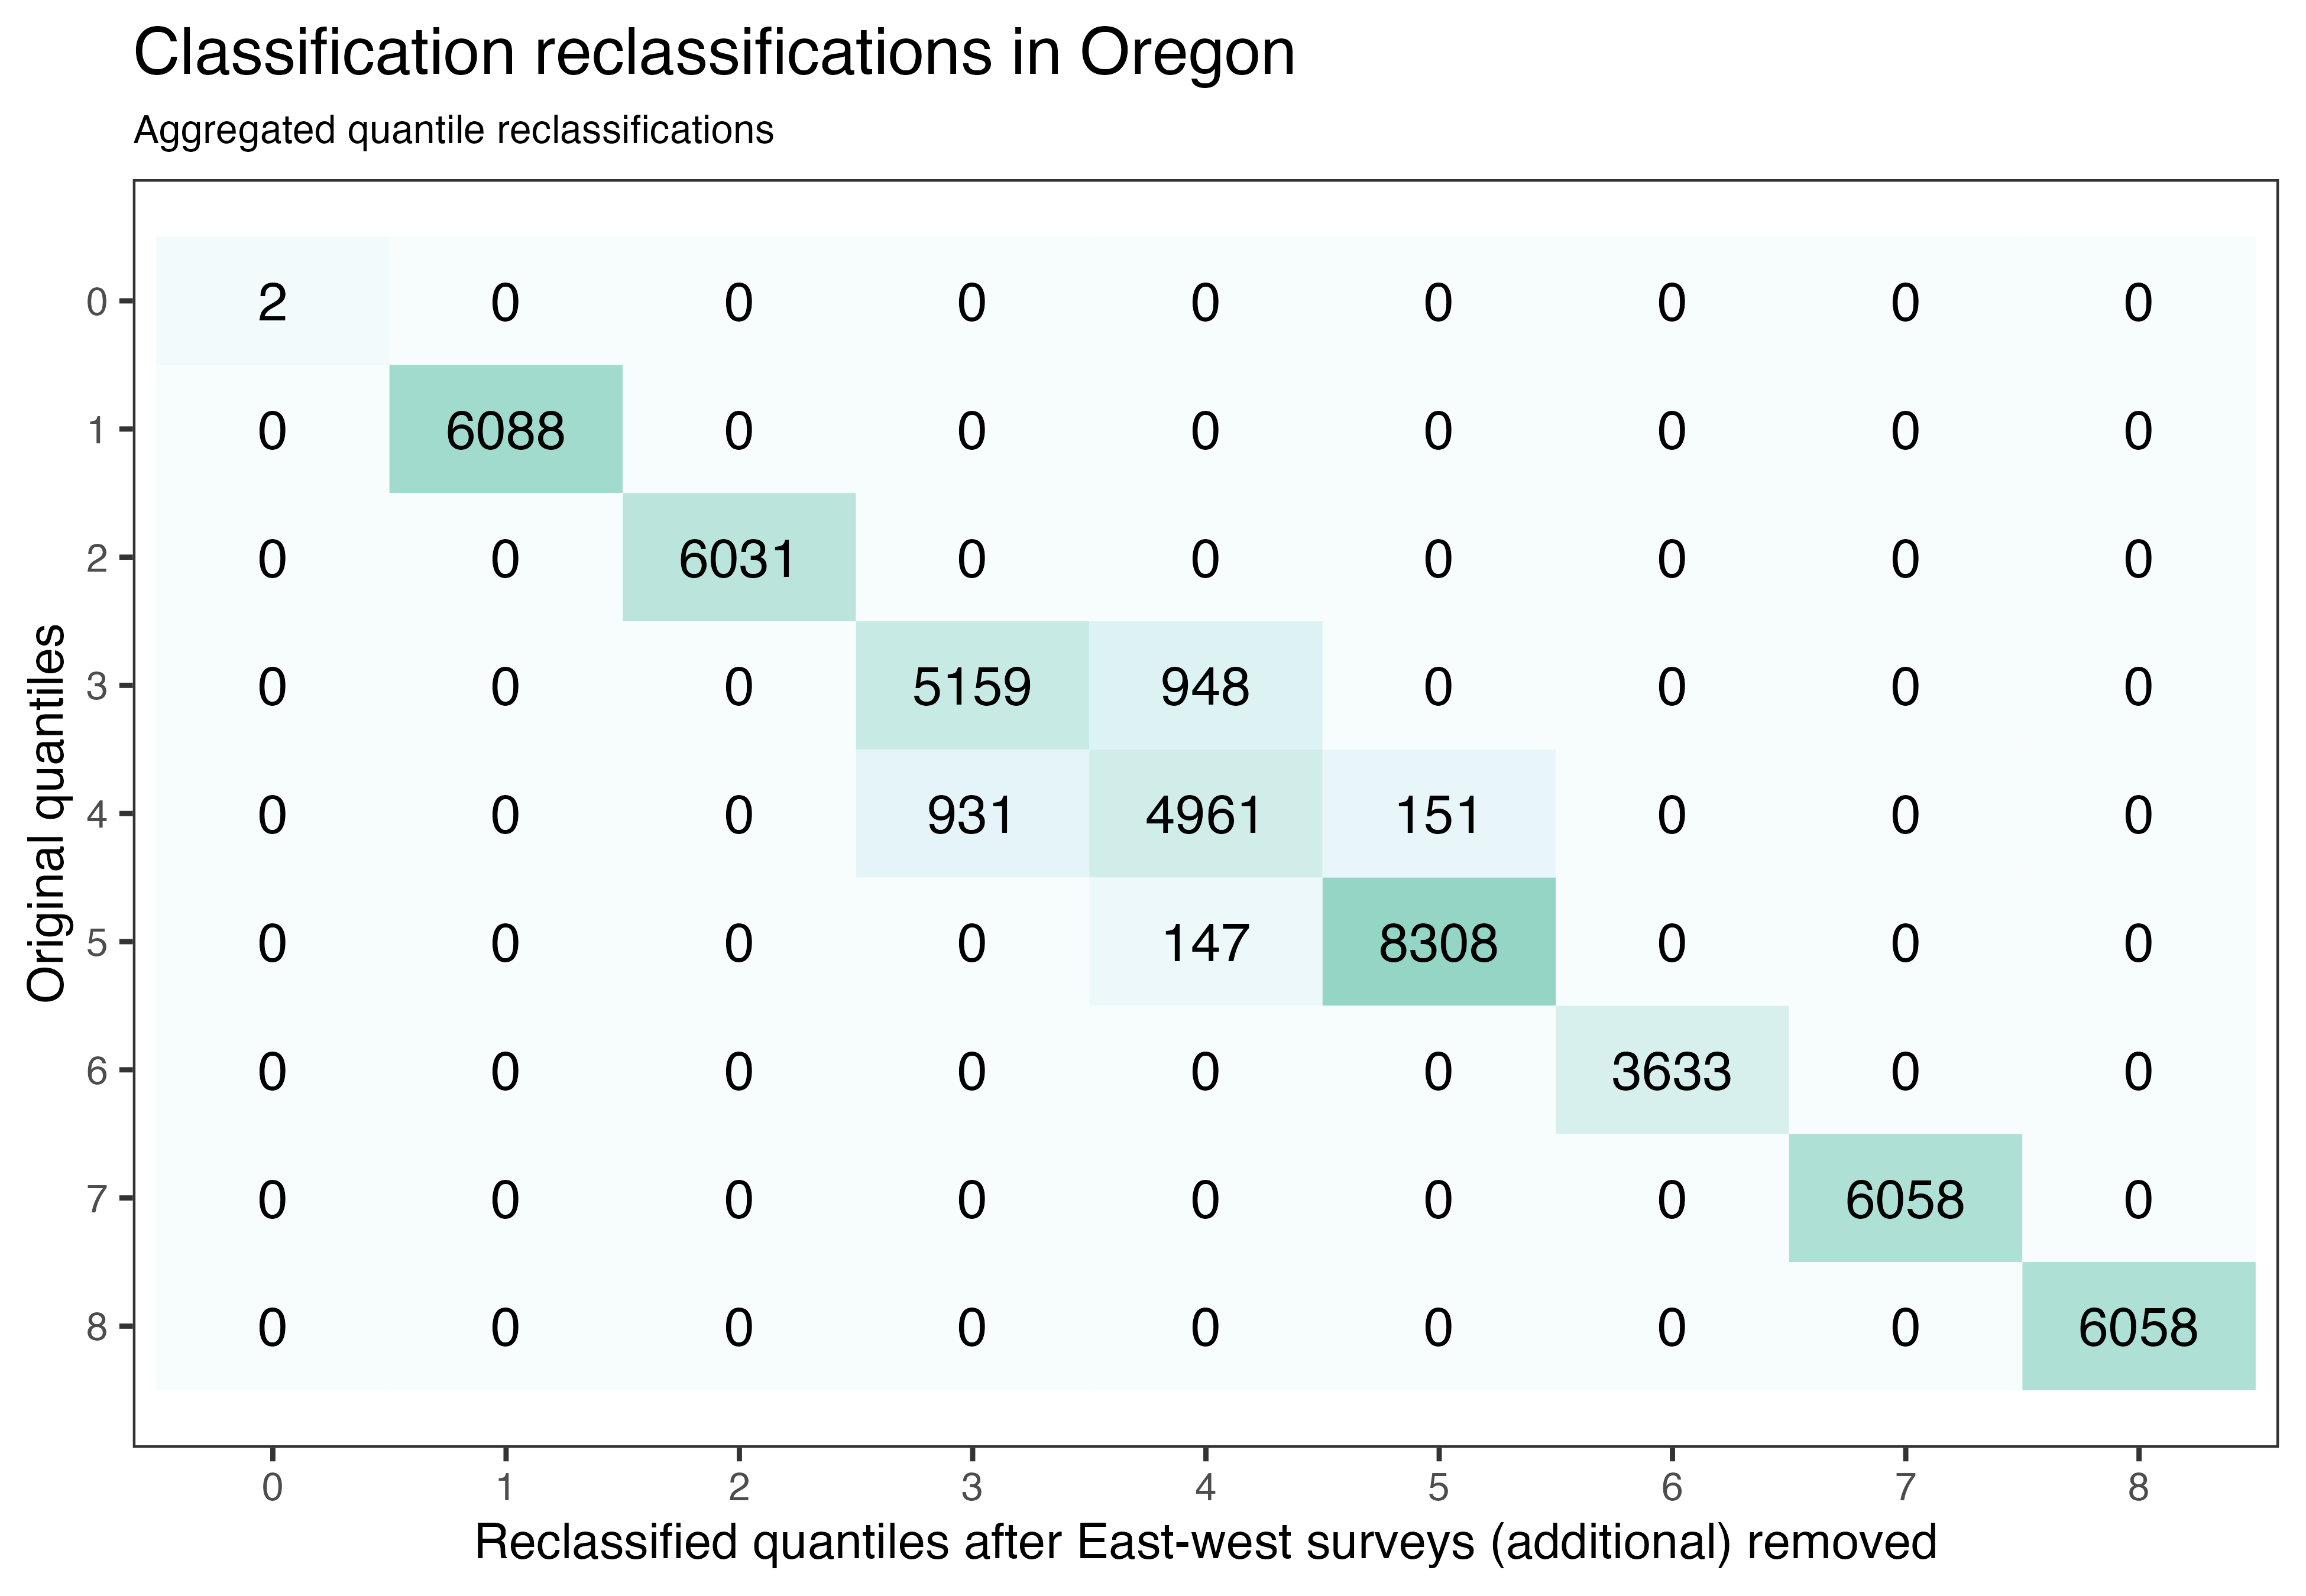 Classification reclassifications in Oregon
Aggregated quantile reclassifications
Original quantiles
0 2 0 0 0 0 0 0 0 0
1 0 6088 0 0 0 0 0 0 0
2 0 0 6031 0 0 0 0 0 0
3 0 0 0 5159 948 0 0 0 0
4 0 0 0 931 4961 151 0 0 0
5 0 0 0 0 147 8308 0 0 0
6 0 0 0 0 0 0 3633 0 0
7 0 0 0 0 0 0 0 6058 0
8 0 0 0 0 0 0 0 0 6058
0 1 2 3 4 5 6 7 8
Reclassified quantiles after East-west surveys (additional) removed